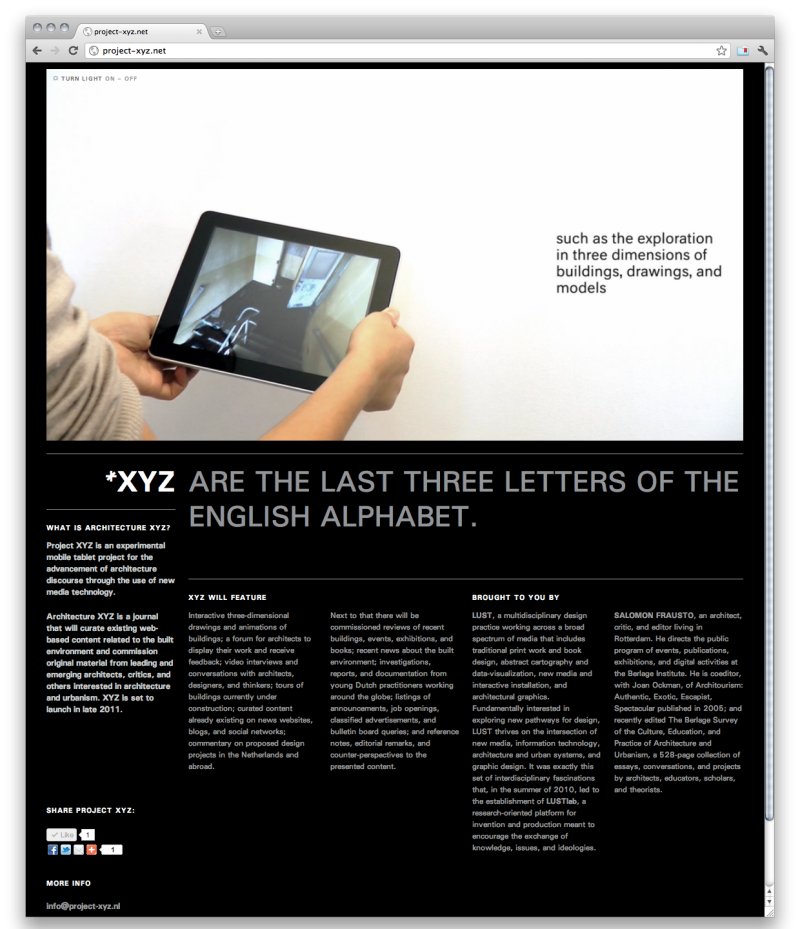 project-xyz.net
project-xyz.net
TURN LIGHT ON – OFF
such as the exploration
in three dimensions of
buildings, drawings, and
models
*XYZ ARE THE LAST THREE LETTERS OF THE
ENGLISH ALPHABET.
WHAT IS ARCHITECTURE XYZ?
Project XYZ is an experimental
mobile tablet project for the
advancement of architecture
discourse through the use of new
media technology.
Architecture XYZ is a journal
that will curate existing web-
based content related to the built
environment and commission
original material from leading and
emerging architects, critics, and
others interested in architecture
and urbanism. XYZ is set to
launch in late 2011.
SHARE PROJECT XYZ:
Like 1
1
MORE INFO
info@project-xyz.nl
XYZ WILL FEATURE
Interactive three-dimensional
drawings and animations of
buildings; a forum for architects to
display their work and receive
feedback; video interviews and
conversations with architects,
designers, and thinkers; tours of
buildings currently under
construction; curated content
already existing on news websites,
blogs, and social networks;
commentary on proposed design
projects in the Netherlands and
abroad.
Next to that there will be
commissioned reviews of recent
buildings, events, exhibitions, and
books; recent news about the built
environment; investigations,
reports, and documentation from
young Dutch practitioners working
around the globe; listings of
announcements, job openings,
classified advertisements, and
bulletin board queries; and reference
notes, editorial remarks, and
counter-perspectives to the
presented content.
BROUGHT TO YOU BY
LUST, a multidisciplinary design
practice working across a broad
spectrum of media that includes
traditional print work and book
design, abstract cartography and
data-visualization, new media and
interactive installation, and
architectural graphics.
Fundamentally interested in
exploring new pathways for design,
LUST thrives on the intersection of
new media, information technology,
architecture and urban systems, and
graphic design. It was exactly this
set of interdisciplinary fascinations
that, in the summer of 2010, led to
the establishment of LUSTlab, a
research-oriented platform for
invention and production meant to
encourage the exchange of
knowledge, issues, and ideologies.
SALOMON FRAUSTO, an architect,
critic, and editor living in
Rotterdam. He directs the public
program of events, publications,
exhibitions, and digital activities at
the Berlage Institute. He is coeditor,
with Joan Ockman, of Architourism:
Authentic, Exotic, Escapist,
Spectacular published in 2005; and
recently edited The Berlage Survey
of the Culture, Education, and
Practice of Architecture and
Urbanism, a 528-page collection of
essays, conversations, and projects
by architects, educators, scholars,
and theorists.